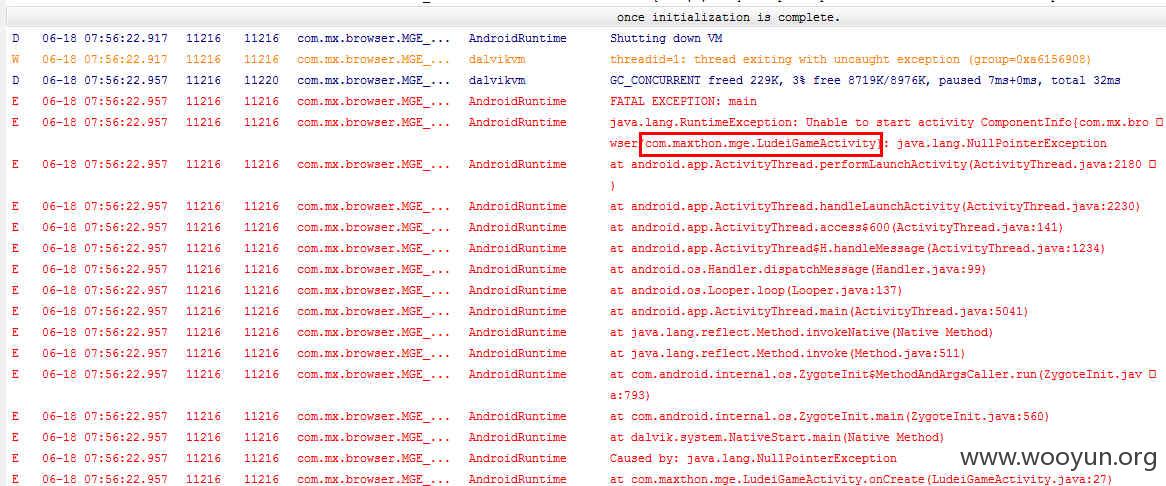 once initialization is complete.
D 06-18 07:56:22.917 11216 11216 com.mx.browser.MGE_... AndroidRuntime Shutting down VM
W 06-18 07:56:22.917 11216 11216 com.mx.browser.MGE_... dalvikvm threadid=1: thread exiting with uncaught exception (group=0xa6156908)
D 06-18 07:56:22.957 11216 11220 com.mx.browser.MGE_... dalvikvm GC_CONCURRENT freed 229K, 3% free 8719K/8976K, paused 7ms+0ms, total 32ms
E 06-18 07:56:22.957 11216 11216 com.mx.browser.MGE_... AndroidRuntime FATAL EXCEPTION: main
E 06-18 07:56:22.957 11216 11216 com.mx.browser.MGE_... AndroidRuntime java.lang.RuntimeException: Unable to start activity ComponentInfo{com.mx.bro
wser/com.maxthon.mge.LudeiGameActivity}: java.lang.NullPointerException
E 06-18 07:56:22.957 11216 11216 com.mx.browser.MGE_... AndroidRuntime at android.app.ActivityThread.performLaunchActivity(ActivityThread.java:2180
)
E 06-18 07:56:22.957 11216 11216 com.mx.browser.MGE_... AndroidRuntime at android.app.ActivityThread.handleLaunchActivity(ActivityThread.java:2230)
E 06-18 07:56:22.957 11216 11216 com.mx.browser.MGE_... AndroidRuntime at android.app.ActivityThread.access$600(ActivityThread.java:141)
E 06-18 07:56:22.957 11216 11216 com.mx.browser.MGE_... AndroidRuntime at android.app.ActivityThread$H.handleMessage(ActivityThread.java:1234)
E 06-18 07:56:22.957 11216 11216 com.mx.browser.MGE_... AndroidRuntime at android.os.Handler.dispatchMessage(Handler.java:99)
E 06-18 07:56:22.957 11216 11216 com.mx.browser.MGE_... AndroidRuntime at android.os.Looper.loop(Looper.java:137)
E 06-18 07:56:22.957 11216 11216 com.mx.browser.MGE_... AndroidRuntime at android.app.ActivityThread.main(ActivityThread.java:5041)
E 06-18 07:56:22.957 11216 11216 com.mx.browser.MGE_... AndroidRuntime at java.lang.reflect.Method.invokeNative(Native Method)
E 06-18 07:56:22.957 11216 11216 com.mx.browser.MGE_... AndroidRuntime at java.lang.reflect.Method.invoke(Method.java:511)
E 06-18 07:56:22.957 11216 11216 com.mx.browser.MGE_... AndroidRuntime at com.android.internal.os.ZygoteInit$MethodAndArgsCaller.run(ZygoteInit.jav
a:793)
E 06-18 07:56:22.957 11216 11216 com.mx.browser.MGE_... AndroidRuntime at com.android.internal.os.ZygoteInit.main(ZygoteInit.java:560)
E 06-18 07:56:22.957 11216 11216 com.mx.browser.MGE_... AndroidRuntime at dalvik.system.NativeStart.main(Native Method)
E 06-18 07:56:22.957 11216 11216 com.mx.browser.MGE_... AndroidRuntime Caused by: java.lang.NullPointerException
E 06-18 07:56:22.957 11216 11216 com.mx.browser.MGE_... AndroidRuntime at com.maxthon.mge.LudeiGameActivity.onCreate(LudeiGameActivity.java:27)
www.wooyun.org